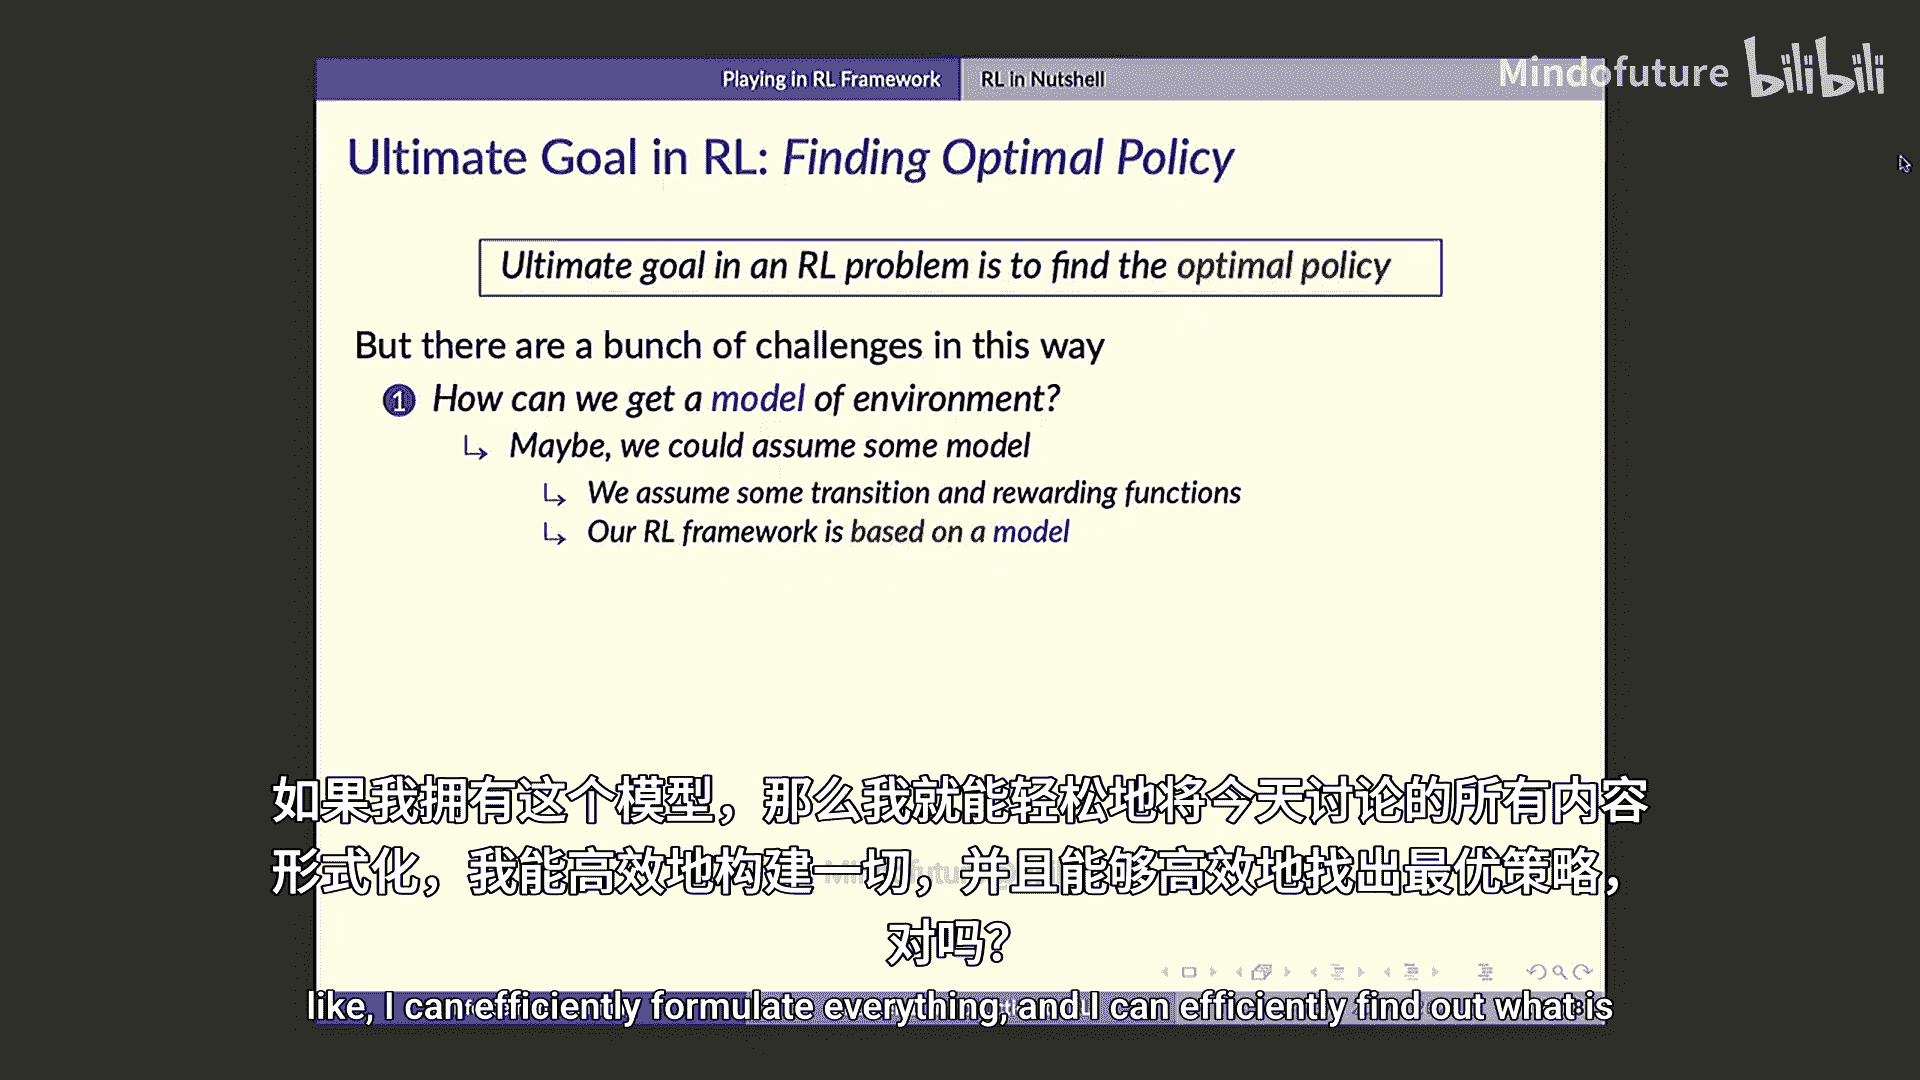 Playing in RL Framework
RL in Nutshell
Mindofuture bilibili
Ultimate Goal in RL: Finding Optimal Policy
Ultimate goal in an RL problem is to find the optimal policy
But there are a bunch of challenges in this way
1 How can we get a model of environment?
↳ Maybe, we could assume some model
↳ We assume some transition and rewarding functions
↳ Our RL framework is based on a model
如果我拥有这个模型，那么我就能轻松地将今天讨论的所有内容
形式化，我能高效地构建一切，并且能够高效地找出最优策略，
对吗？
like, I can efficiently formulate everything, and I can efficiently find out what is